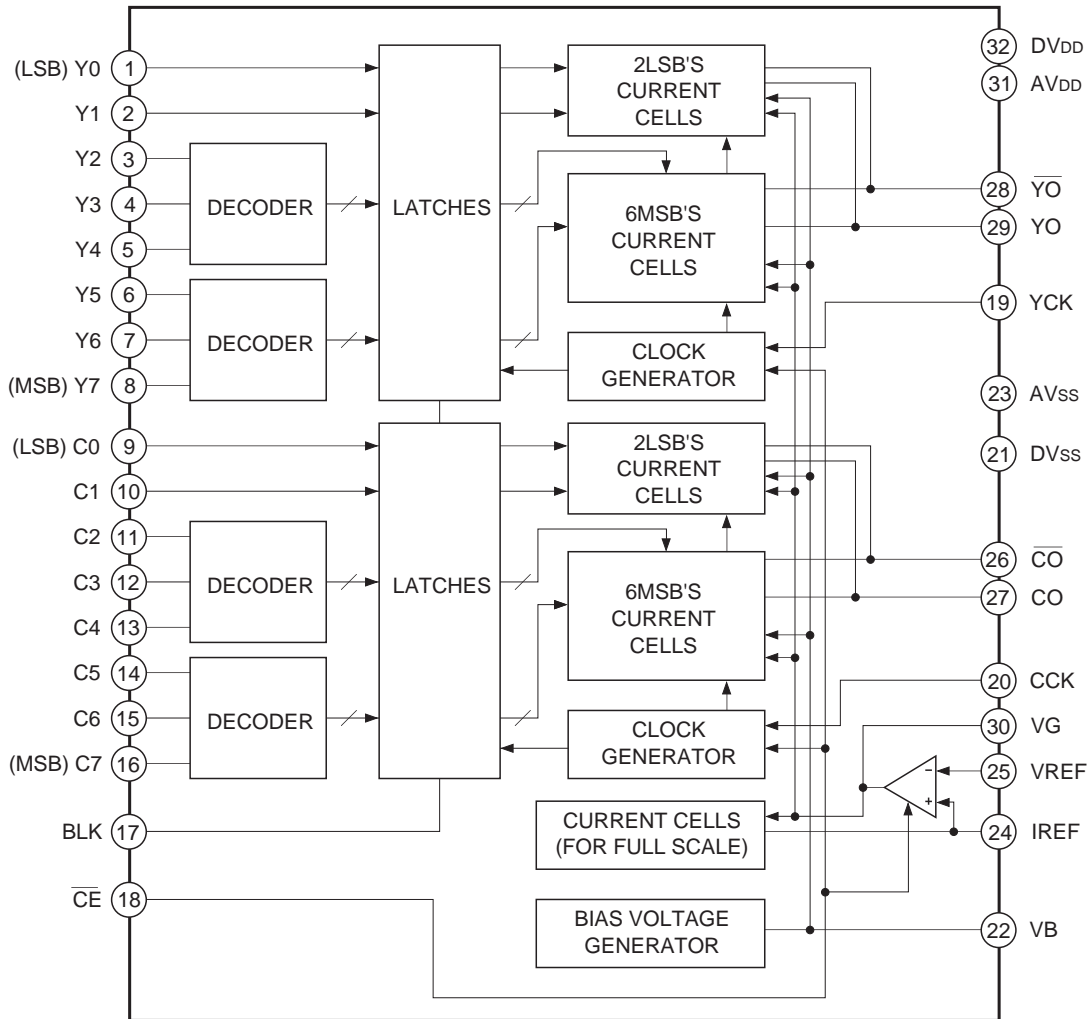 (LSB) Y0 1
Y1 2
Y2 3
Y3 4
Y4 5
Y5 6
Y6 7
(MSB) Y7 8
(LSB) C0 9
C1 10
C2 11
C3 12
C4 13
C5 14
C6 15
(MSB) C7 16
BLK 17
C̅E̅ 18
DECODER
DECODER
DECODER
DECODER
LATCHES
LATCHES
2LSB'S
CURRENT
CELLS
6MSB'S
CURRENT
CELLS
CLOCK
GENERATOR
2LSB'S
CURRENT
CELLS
6MSB'S
CURRENT
CELLS
CLOCK
GENERATOR
CURRENT CELLS
(FOR FULL SCALE)
BIAS VOLTAGE
GENERATOR
−
+
32 DVDD
31 AVDD
28 Y̅O̅
29 YO
19 YCK
23 AVSS
21 DVSS
26 C̅O̅
27 CO
20 CCK
30 VG
25 VREF
24 IREF
22 VB